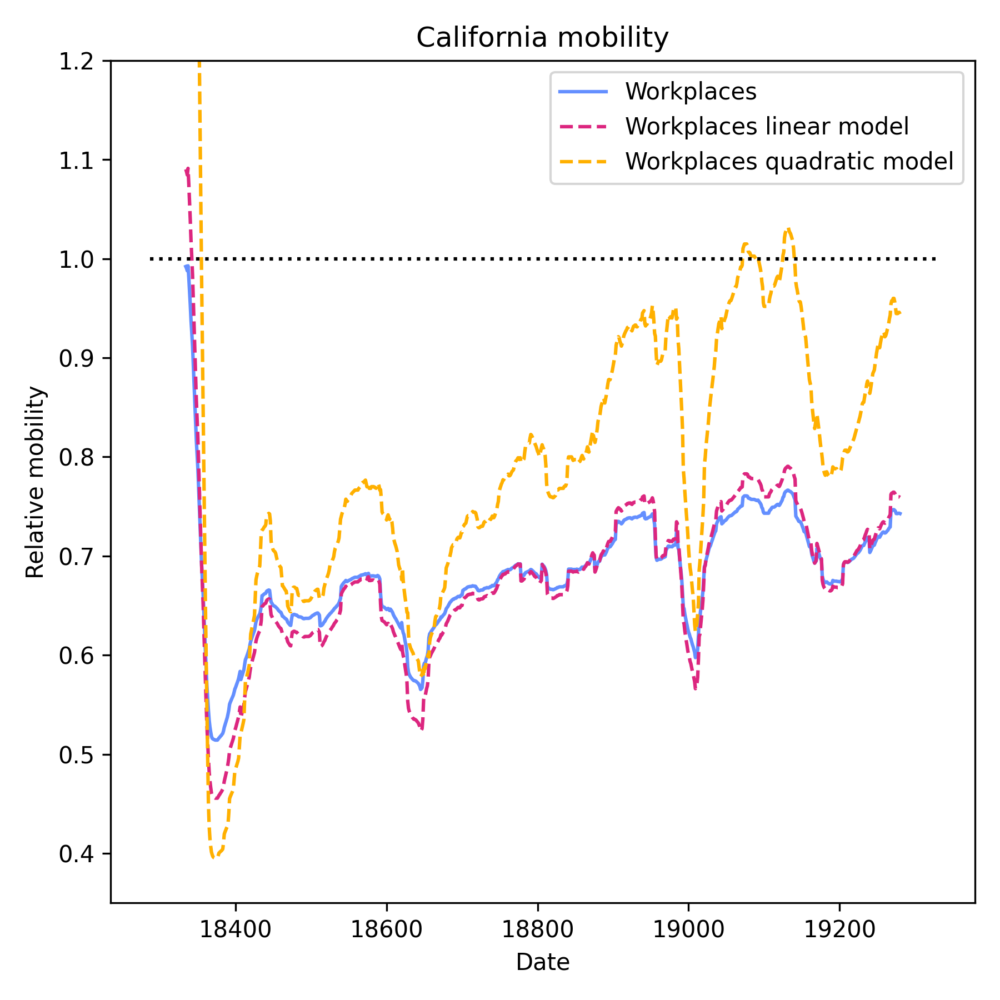 California mobility
1.2
1.1
1.0
0.9
0.8
0.7
0.6
0.5
0.4
Relative mobility
Workplaces
Workplaces linear model
Workplaces quadratic model
18400 18600 18800 19000 19200
Date